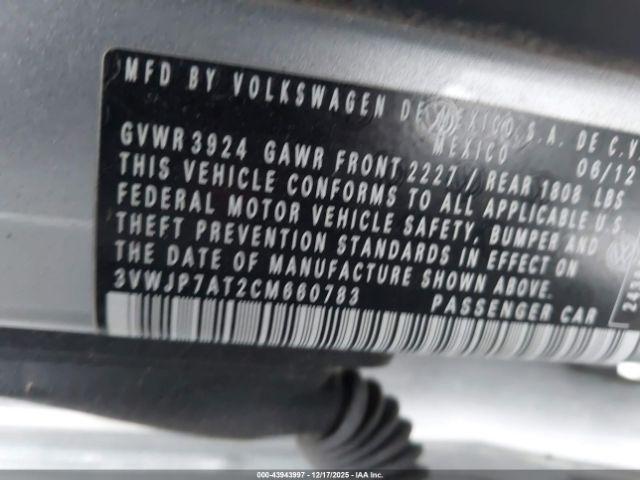 MFD BY VOLKSWAGEN DE MEXICO, S.A. DE C.V.
MEXICO 06/12
GVWR 3924 GAWR FRONT 2227 / REAR 1808 LBS
THIS VEHICLE CONFORMS TO ALL APPLICABLE U.S.
FEDERAL MOTOR VEHICLE SAFETY, BUMPER AND
THEFT PREVENTION STANDARDS IN EFFECT ON
THE DATE OF MANUFACTURE SHOWN ABOVE.
3VWJP7AT2CM660783 PASSENGER CAR
000-43943997 - 12/17/2025 - IAA Inc.